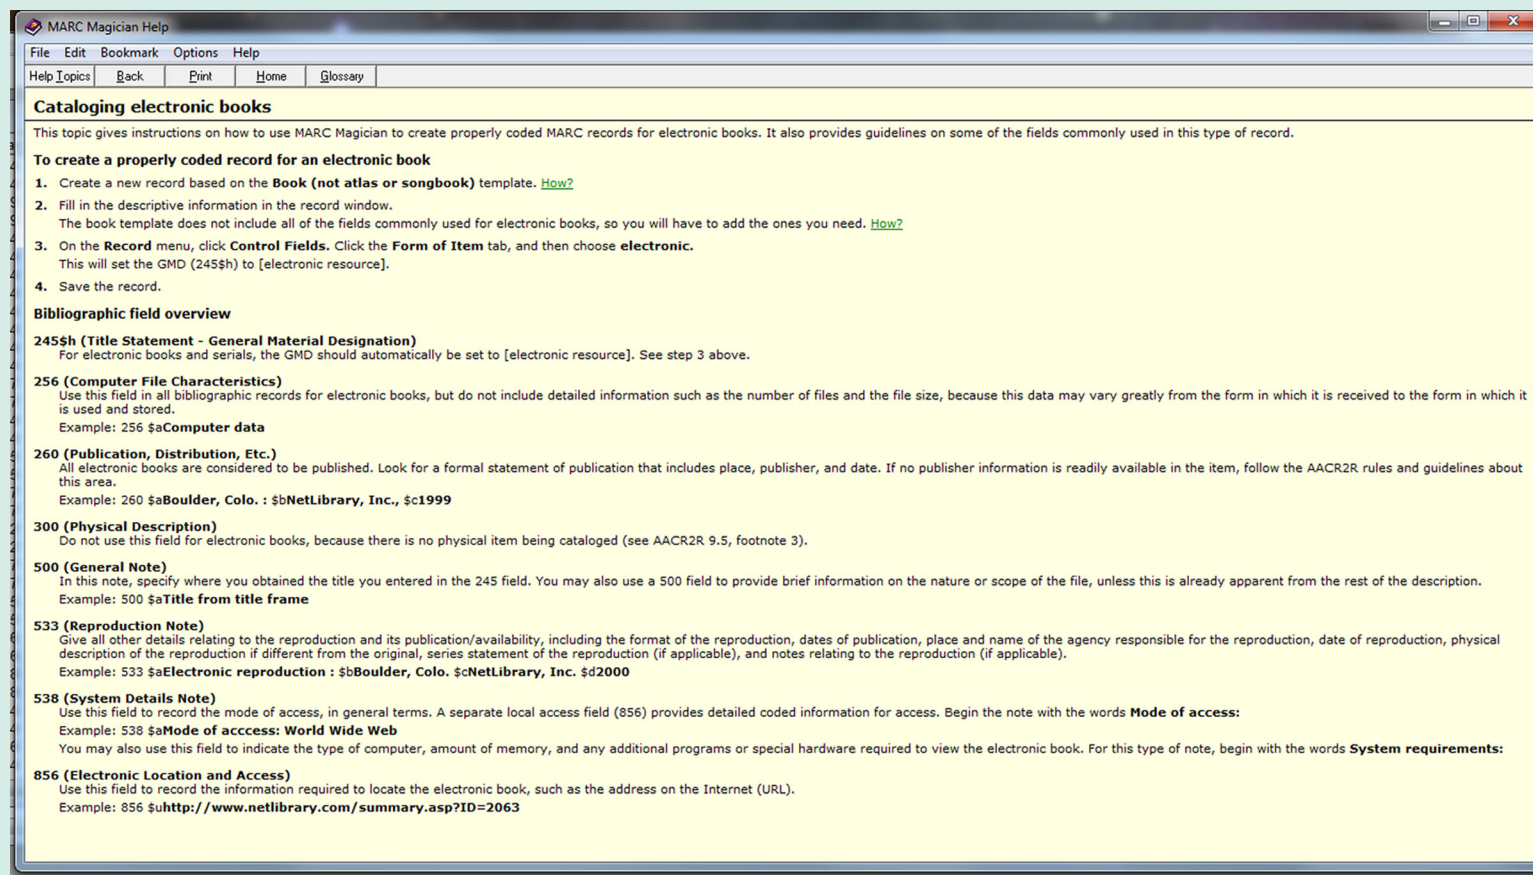 MARC Magician Help
File Edit Bookmark Options Help
Help Topics Back Print Home Glossary
Cataloging electronic books
This topic gives instructions on how to use MARC Magician to create properly coded MARC records for electronic books. It also provides guidelines on some of the fields commonly used in this type of record.
To create a properly coded record for an electronic book
1. Create a new record based on the Book (not atlas or songbook) template. How?
2. Fill in the descriptive information in the record window.
The book template does not include all of the fields commonly used for electronic books, so you will have to add the ones you need. How?
3. On the Record menu, click Control Fields. Click the Form of Item tab, and then choose electronic.
This will set the GMD (245$h) to [electronic resource].
4. Save the record.
Bibliographic field overview
245$h (Title Statement - General Material Designation)
For electronic books and serials, the GMD should automatically be set to [electronic resource]. See step 3 above.
256 (Computer File Characteristics)
Use this field in all bibliographic records for electronic books, but do not include detailed information such as the number of files and the file size, because this data may vary greatly from the form in which it is received to the form in which it
is used and stored.
Example: 256 $aComputer data
260 (Publication, Distribution, Etc.)
All electronic books are considered to be published. Look for a formal statement of publication that includes place, publisher, and date. If no publisher information is readily available in the item, follow the AACR2R rules and guidelines about
this area.
Example: 260 $aBoulder, Colo. : $bNetLibrary, Inc., $c1999
300 (Physical Description)
Do not use this field for electronic books, because there is no physical item being cataloged (see AACR2R 9.5, footnote 3).
500 (General Note)
In this note, specify where you obtained the title you entered in the 245 field. You may also use a 500 field to provide brief information on the nature or scope of the file, unless this is already apparent from the rest of the description.
Example: 500 $aTitle from title frame
533 (Reproduction Note)
Give all other details relating to the reproduction and its publication/availability, including the format of the reproduction, dates of publication, place and name of the agency responsible for the reproduction, date of reproduction, physical
description of the reproduction if different from the original, series statement of the reproduction (if applicable), and notes relating to the reproduction (if applicable).
Example: 533 $aElectronic reproduction : $bBoulder, Colo. $cNetLibrary, Inc. $d2000
538 (System Details Note)
Use this field to record the mode of access, in general terms. A separate local access field (856) provides detailed coded information for access. Begin the note with the words Mode of access:
Example: 538 $aMode of acccess: World Wide Web
You may also use this field to indicate the type of computer, amount of memory, and any additional programs or special hardware required to view the electronic book. For this type of note, begin with the words System requirements:
856 (Electronic Location and Access)
Use this field to record the information required to locate the electronic book, such as the address on the Internet (URL).
Example: 856 $uhttp://www.netlibrary.com/summary.asp?ID=2063